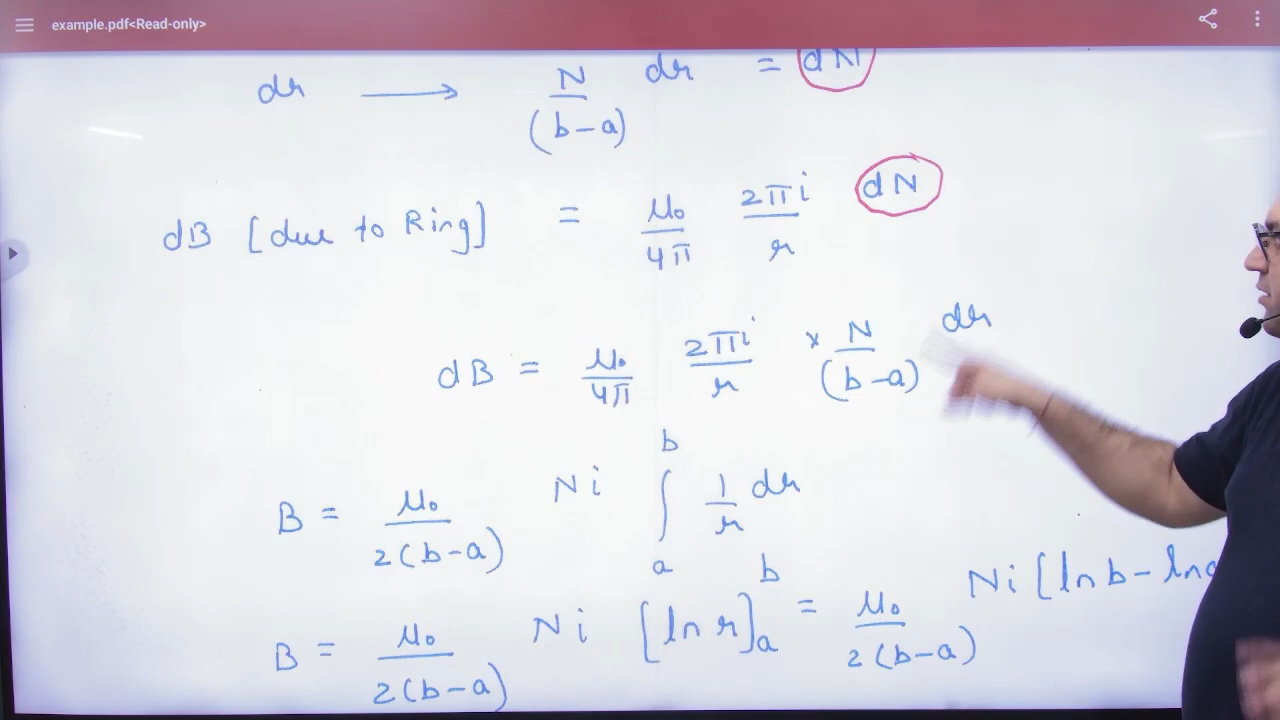 example.pdf<Read-only>
dr → N/(b-a) dr = dN
dB [due to Ring] = μ₀/4π 2πi/r dN
dB = μ₀/4π 2πi/r × N/(b-a) dr
B = μ₀/2(b-a) Ni ∫ₐᵇ 1/r dr
B = μ₀/2(b-a) Ni [ln r]ₐᵇ = μ₀/2(b-a) Ni [ln b - ln a